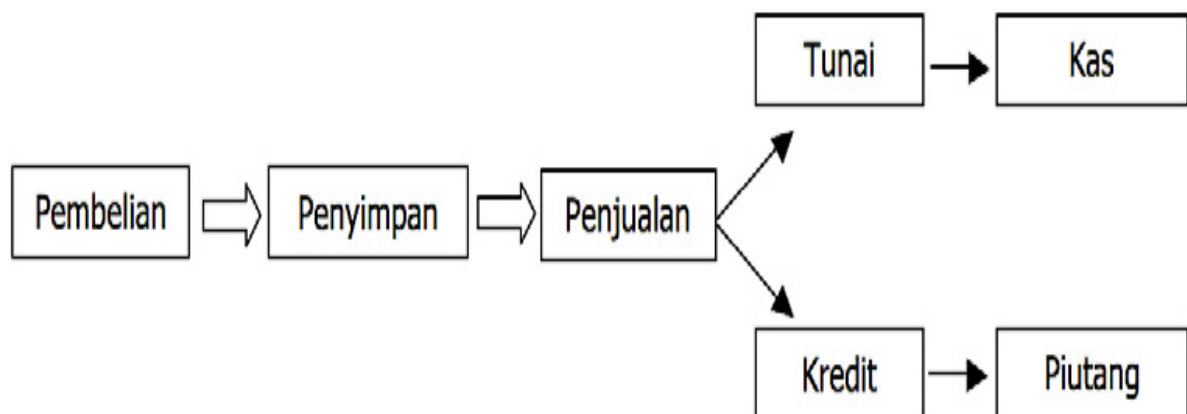 Tunai
Kas
Pembelian
Penyimpan
Penjualan
Kredit
Piutang